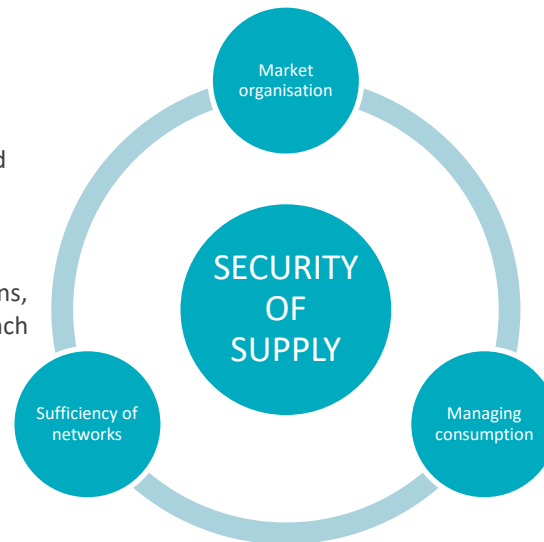 Market
organisation
SECURITY
OF
SUPPLY
Sufficiency of
networks
Managing
consumption